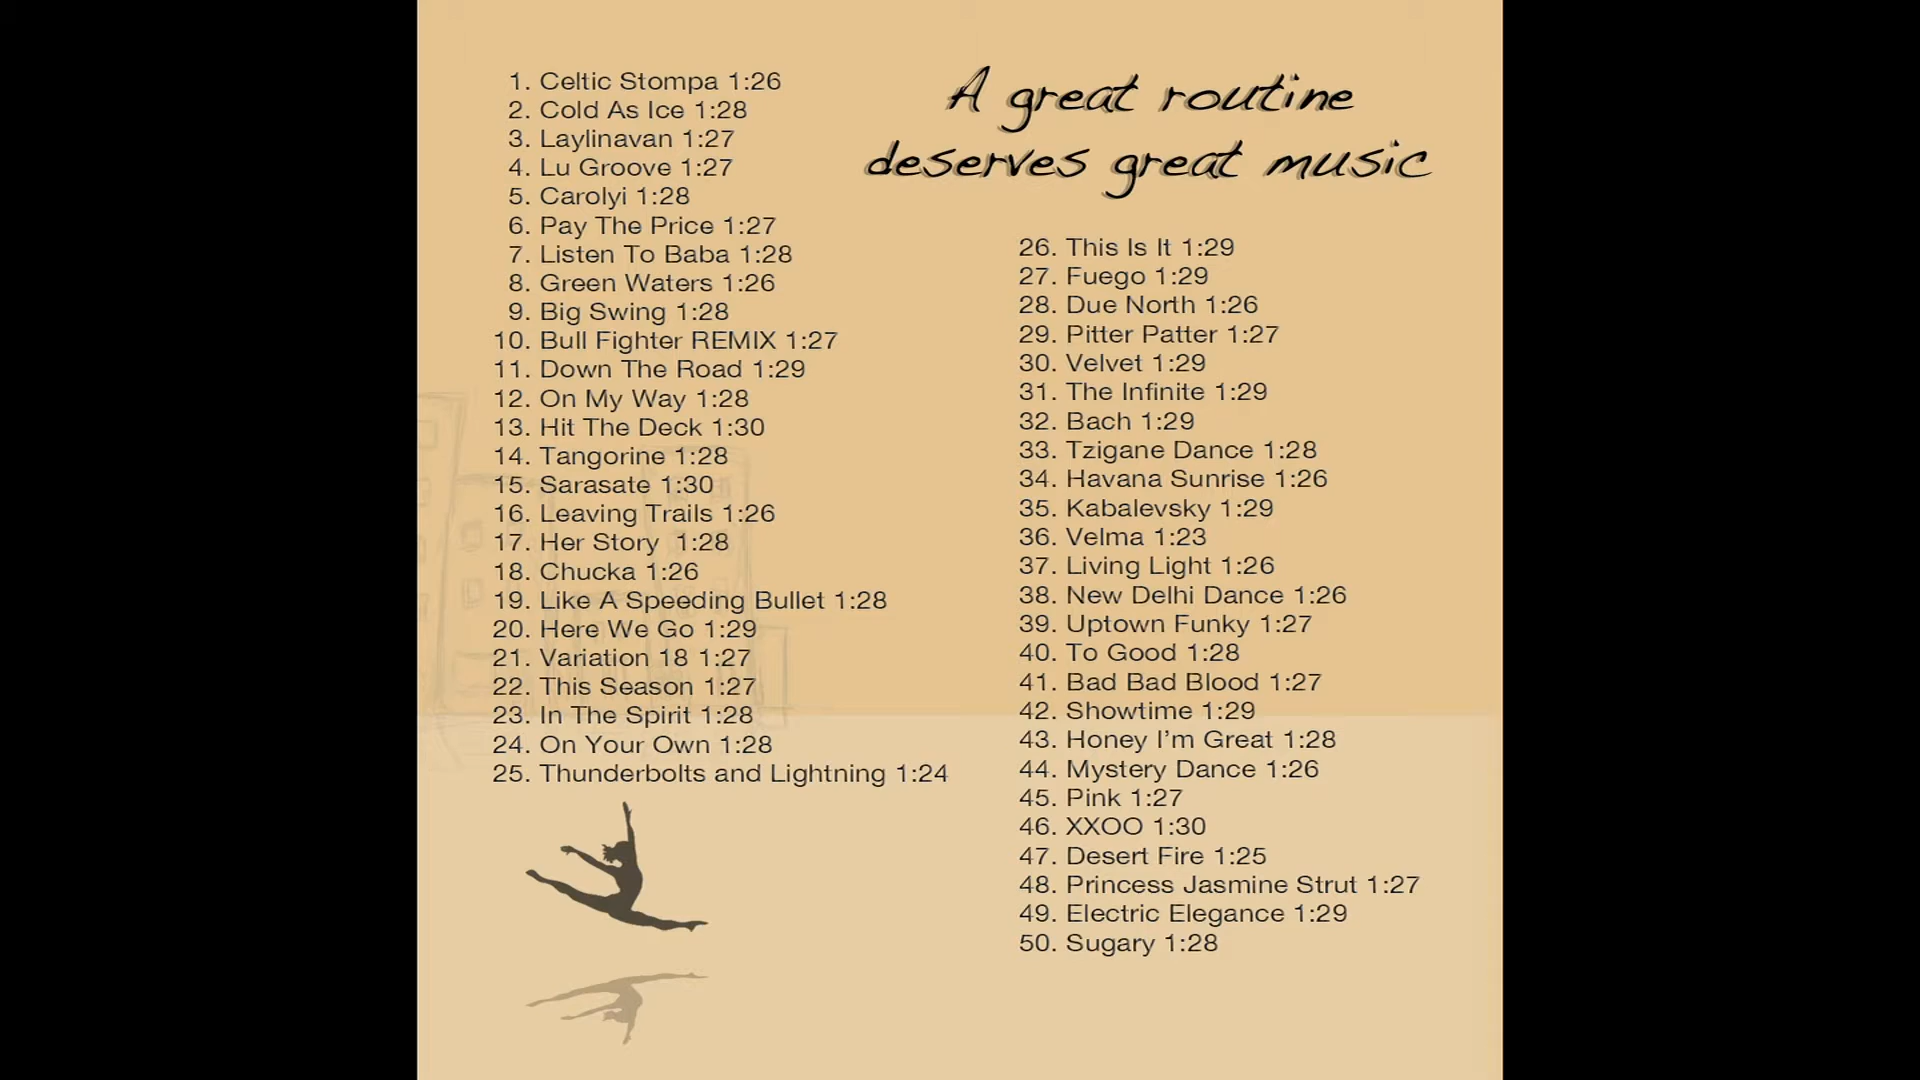 1. Celtic Stompa 1:26
2. Cold As Ice 1:28
3. Laylinavan 1:27
4. Lu Groove 1:27
5. Carolyi 1:28
6. Pay The Price 1:27
7. Listen To Baba 1:28
8. Green Waters 1:26
9. Big Swing 1:28
10. Bull Fighter REMIX 1:27
11. Down The Road 1:29
12. On My Way 1:28
13. Hit The Deck 1:30
14. Tangorine 1:28
15. Sarasate 1:30
16. Leaving Trails 1:26
17. Her Story 1:28
18. Chucka 1:26
19. Like A Speeding Bullet 1:28
20. Here We Go 1:29
21. Variation 18 1:27
22. This Season 1:27
23. In The Spirit 1:28
24. On Your Own 1:28
25. Thunderbolts and Lightning 1:24
A great routine
deserves great music
26. This Is It 1:29
27. Fuego 1:29
28. Due North 1:26
29. Pitter Patter 1:27
30. Velvet 1:29
31. The Infinite 1:29
32. Bach 1:29
33. Tzigane Dance 1:28
34. Havana Sunrise 1:26
35. Kabalevsky 1:29
36. Velma 1:23
37. Living Light 1:26
38. New Delhi Dance 1:26
39. Uptown Funky 1:27
40. To Good 1:28
41. Bad Bad Blood 1:27
42. Showtime 1:29
43. Honey I'm Great 1:28
44. Mystery Dance 1:26
45. Pink 1:27
46. XXOO 1:30
47. Desert Fire 1:25
48. Princess Jasmine Strut 1:27
49. Electric Elegance 1:29
50. Sugary 1:28